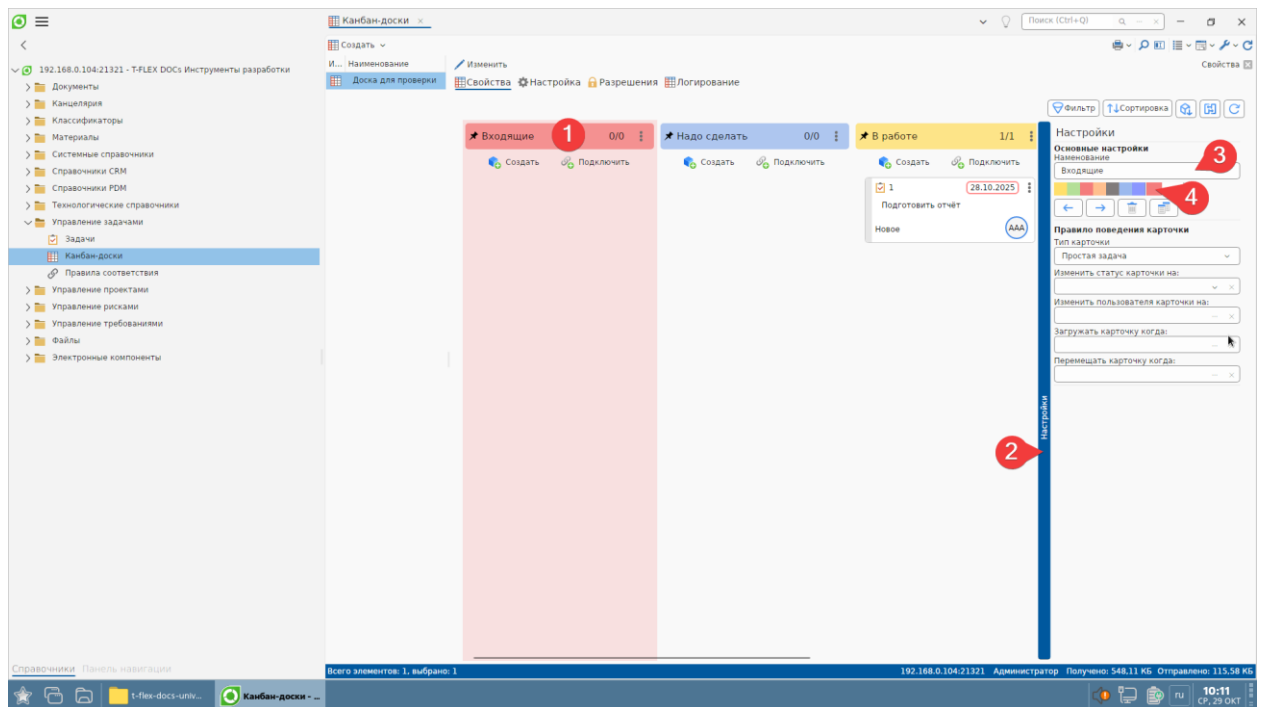 Канбан-доски ×
Поиск (Ctrl+Q)
Создать
И... Наименование
Изменить
Свойства
192.168.0.104:21321 - T-FLEX DOCs Инструменты разработки
Доска для проверки
Свойства Настройка Разрешения Логирование
Документы
Канцелярия
Классификаторы
Материалы
Системные справочники
Справочники CRM
Справочники PDM
Технологические справочники
Управление задачами
Задачи
Канбан-доски
Правила соответствия
Управление проектами
Управление рисками
Управление требованиями
Файлы
Электронные компоненты
Фильтр Сортировка
Входящие 1 0/0
Создать Подключить
Надо сделать 0/0
Создать Подключить
В работе 1/1
Создать Подключить
1 28.10.2025
Подготовить отчёт
Новое AAA
Настройки
2
Настройки
Основные настройки
Наменование
Входящие
3
4
Правило поведения карточки
Тип карточки
Простая задача
Изменить статус карточки на:
Изменить пользователя карточки на:
Загружать карточку когда:
Перемещать карточку когда:
Справочники Панель навигации
Всего элементов: 1, выбрано: 1
192.168.0.104:21321 Администратор Получено: 548,11 КБ Отправлено: 115,58 КБ
t-flex-docs-univ... Канбан-доски - ...
ru
10:11
СР, 29 ОКТ